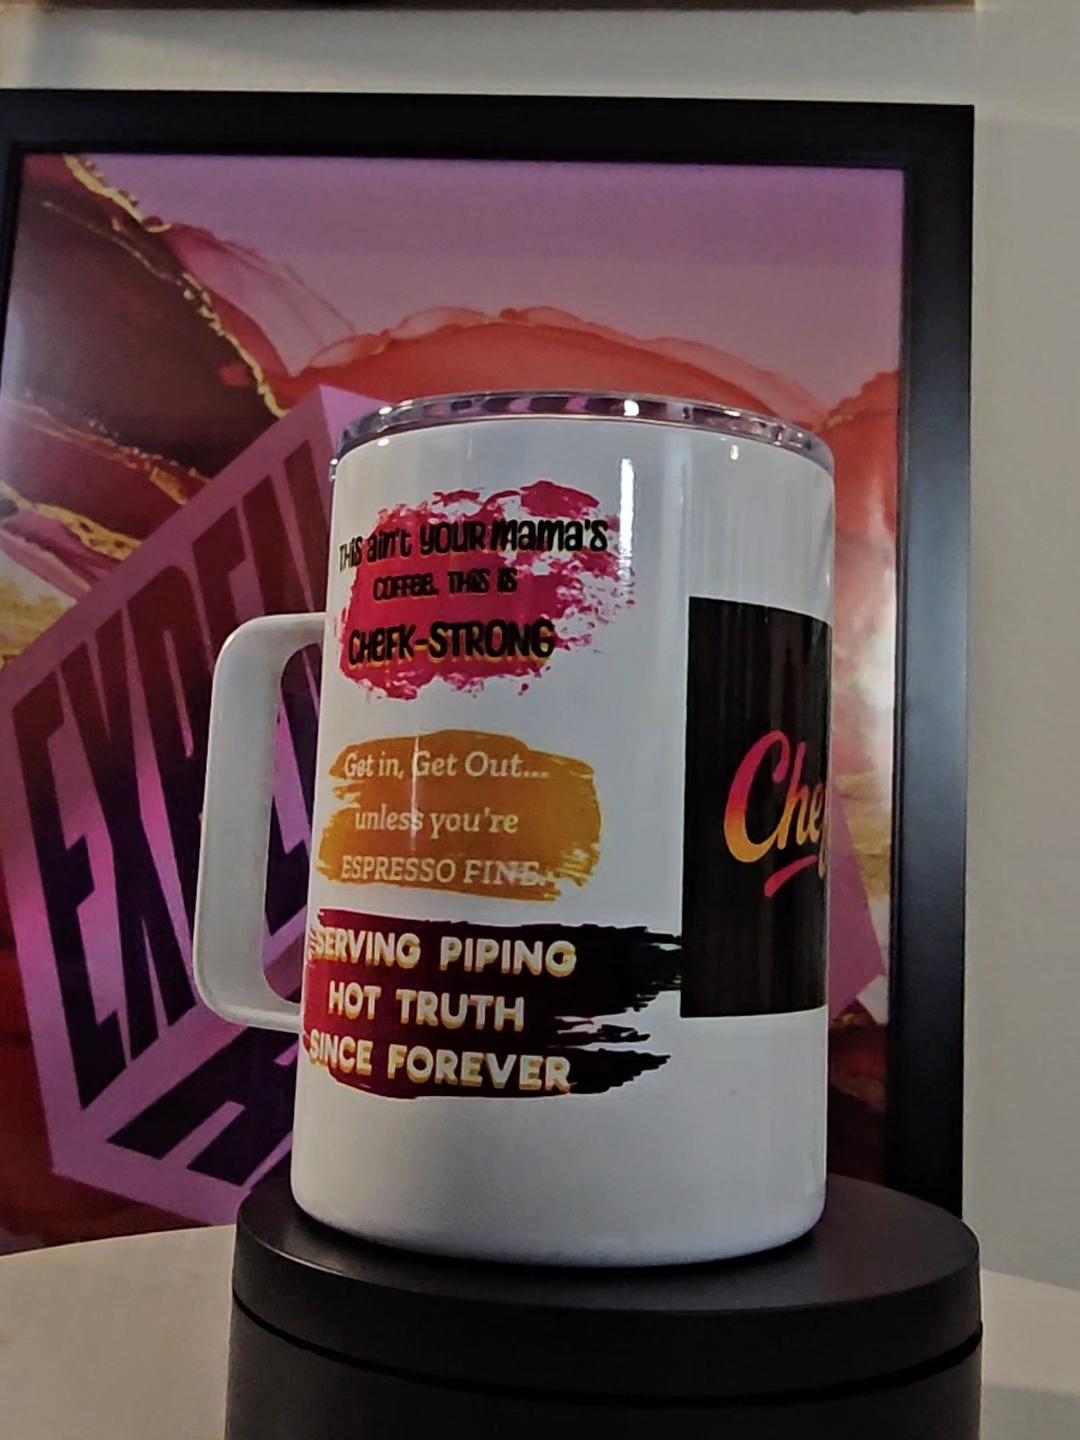 THIS ain't YOUR mama's
COFFEE. THIS IS
CHEFK-STRONG
Get in, Get Out...
unless you're
ESPRESSO FINE.
SERVING PIPING
HOT TRUTH
SINCE FOREVER